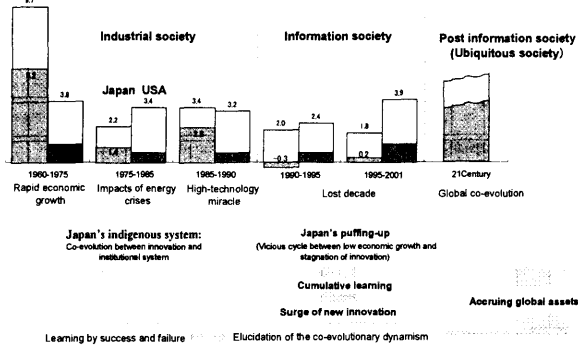 9.7
Industrial society
Information society
Post information society
(Ubiquitous society)
Japan USA
3.8
2.2
3.4
3.4
3.2
2.0
2.4
1.8
3.9
-0.3
0.2
1960-1975
1975-1985
1985-1990
1990-1995
1995-2001
21Century
Rapid economic
growth
Impacts of energy
crises
High-technology
miracle
Lost decade
Global co-evolution
Japan's indigenous system:
Co-evolution between innovation and
institutional system
Japan's puffing-up
(Vicious cycle between low economic growth and
stagnation of innovation)
Cumulative learning
Surge of new innovation
Accruing global assets
Learning by success and failure
Elucidation of the co-evolutionary dynamism